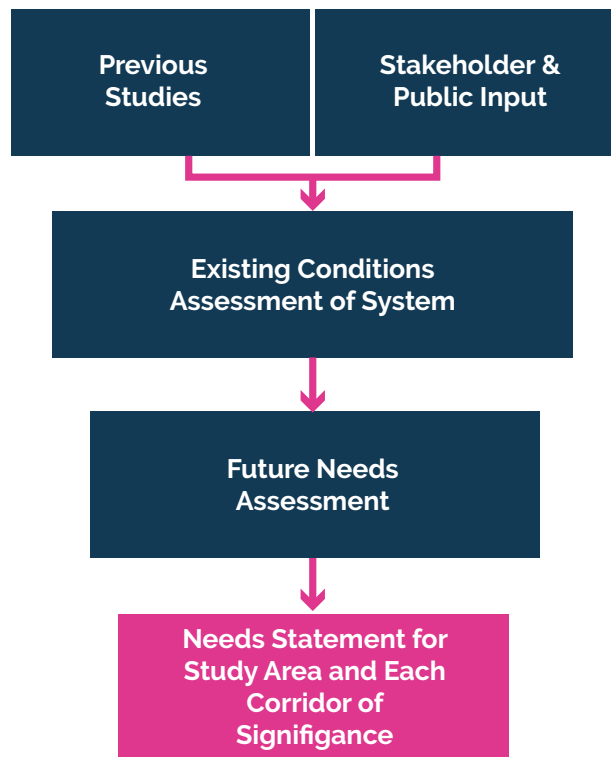 Previous
Studies
Stakeholder &
Public Input
Existing Conditions
Assessment of System
Future Needs
Assessment
Needs Statement for
Study Area and Each
Corridor of
Signifigance